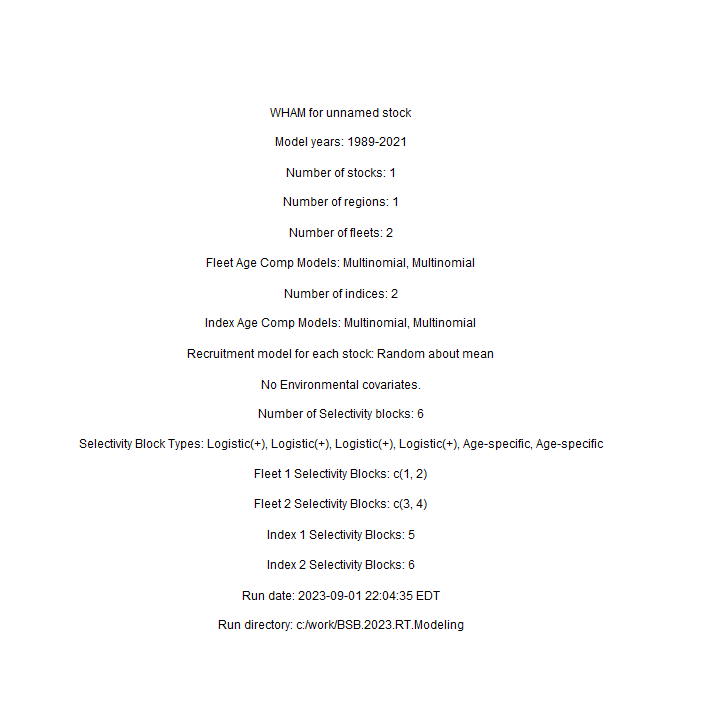 WHAM for unnamed stock
Model years: 1989-2021
Number of stocks: 1
Number of regions: 1
Number of fleets: 2
Fleet Age Comp Models: Multinomial, Multinomial
Number of indices: 2
Index Age Comp Models: Multinomial, Multinomial
Recruitment model for each stock: Random about mean
No Environmental covariates.
Number of Selectivity blocks: 6
Selectivity Block Types: Logistic(+), Logistic(+), Logistic(+), Logistic(+), Age-specific, Age-specific
Fleet 1 Selectivity Blocks: c(1, 2)
Fleet 2 Selectivity Blocks: c(3, 4)
Index 1 Selectivity Blocks: 5
Index 2 Selectivity Blocks: 6
Run date: 2023-09-01 22:04:35 EDT
Run directory: c:/work/BSB.2023.RT.Modeling